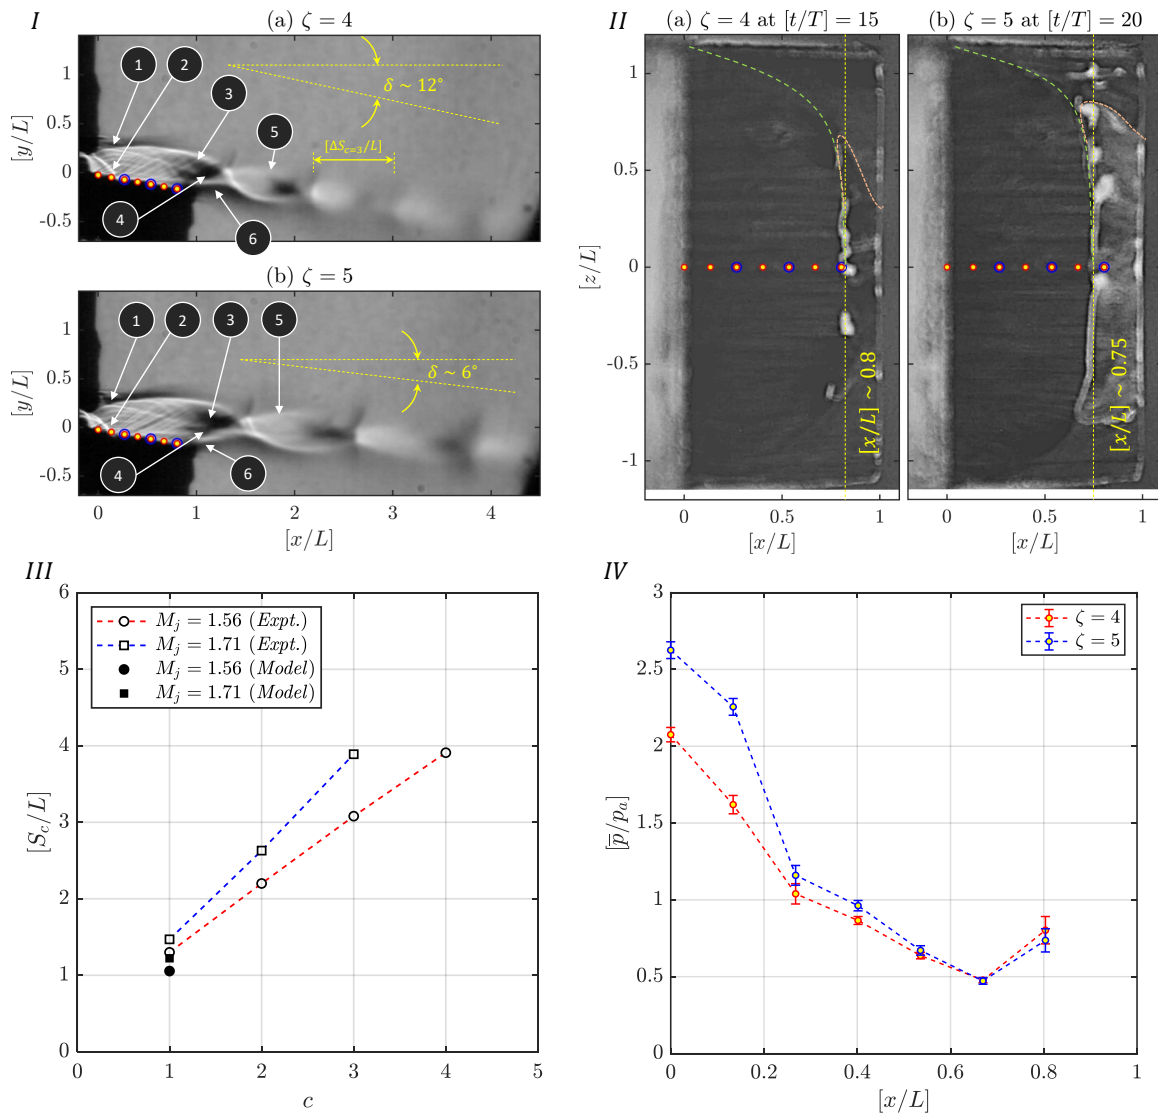 I
(a) ζ = 4
[y/L]
1
0.5
0
-0.5
1
2
3
4
5
6
δ ~ 12°
[ΔS_{c=3}/L]
(b) ζ = 5
[y/L]
1
0.5
0
-0.5
1
2
3
5
4
6
δ ~ 6°
0
1
2
3
4
[x/L]
II
(a) ζ = 4 at [t/T] = 15
(b) ζ = 5 at [t/T] = 20
[z/L]
1
0.5
0
-0.5
-1
[x/L] ~ 0.8
[x/L] ~ 0.75
0
0.5
1
0
0.5
1
[x/L]
[x/L]
III
M_j = 1.56 (Expt.)
M_j = 1.71 (Expt.)
M_j = 1.56 (Model)
M_j = 1.71 (Model)
[S_c/L]
6
5
4
3
2
1
0
0
1
2
3
4
5
c
IV
ζ = 4
ζ = 5
[p̄/p_a]
3
2.5
2
1.5
1
0.5
0
0
0.2
0.4
0.6
0.8
1
[x/L]